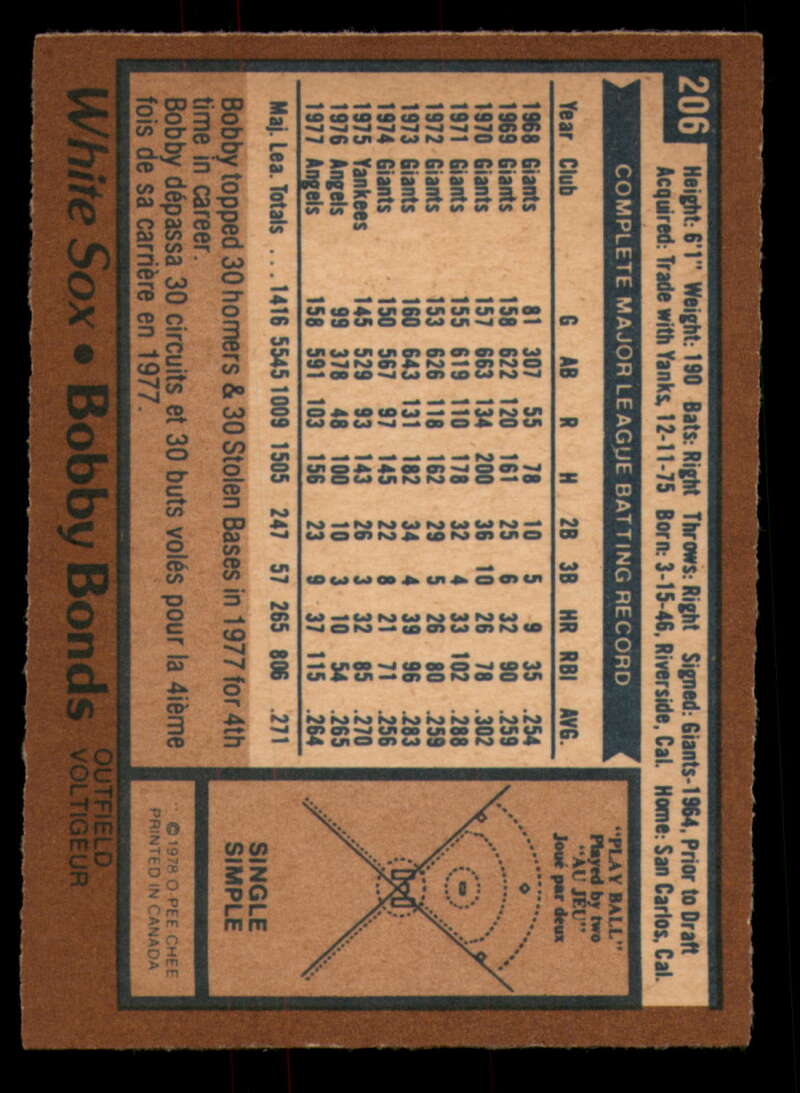 206
Height: 6'1" Weight: 190 Bats: Right Throws: Right Signed: Giants-1964, Prior to Draft
Acquired: Trade with Yanks, 12-11-75 Born: 3-15-46, Riverside, Cal. Home: San Carlos, Cal.
COMPLETE MAJOR LEAGUE BATTING RECORD
Year Club G AB R H 2B 3B HR RBI AVG.
1968 Giants 81 307 55 78 10 5 9 35 .254
1969 Giants 158 622 120 161 25 6 32 90 .259
1970 Giants 157 663 134 200 36 10 26 78 .302
1971 Giants 155 619 110 178 32 4 33 102 .288
1972 Giants 153 626 118 162 29 5 26 80 .259
1973 Giants 160 643 131 182 34 4 39 96 .283
1974 Giants 150 567 97 145 22 8 21 71 .256
1975 Yankees 145 529 93 143 26 3 32 85 .270
1976 Angels 99 378 48 100 10 3 10 54 .265
1977 Angels 158 591 103 156 23 9 37 115 .264
Maj. Lea. Totals ... 1416 5545 1009 1505 247 57 265 806 .271
Bobby topped 30 homers & 30 Stolen Bases in 1977 for 4th
time in career.
Bobby dépassa 30 circuits et 30 buts volés pour la 4ième
fois de sa carrière en 1977.
"PLAY BALL"
Played by two
"AU JEU"
Joué par deux
SINGLE
SIMPLE
© 1978 O-PEE-CHEE
PRINTED IN CANADA
White Sox • Bobby Bonds
OUTFIELD
VOLTIGEUR